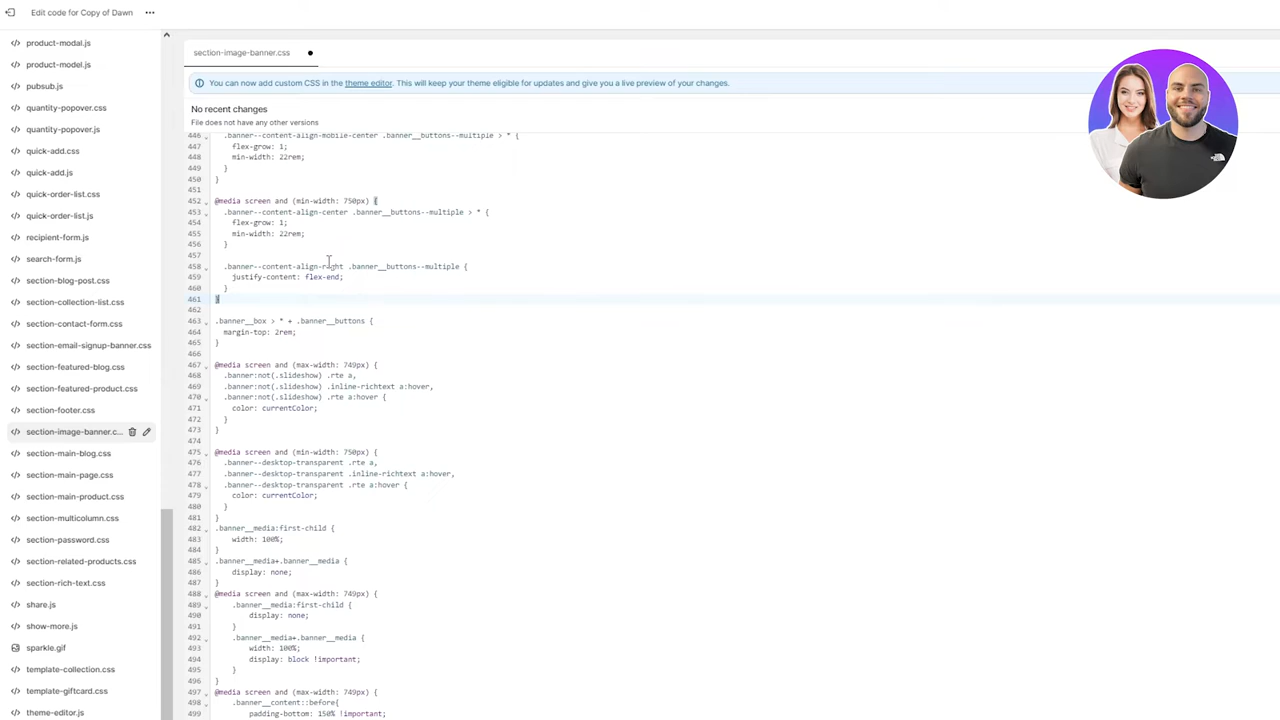 Edit code for Copy of Dawn •••
product-modal.js
product-model.js
pubsub.js
quantity-popover.css
quantity-popover.js
quick-add.css
quick-add.js
quick-order-list.css
quick-order-list.js
recipient-form.js
search-form.js
section-blog-post.css
section-collection-list.css
section-contact-form.css
section-email-signup-banner.css
section-featured-blog.css
section-featured-product.css
section-footer.css
section-image-banner.c...
section-main-blog.css
section-main-page.css
section-main-product.css
section-multicolumn.css
section-password.css
section-related-products.css
section-rich-text.css
share.js
show-more.js
sparkle.gif
template-collection.css
template-giftcard.css
theme-editor.js
section-image-banner.css
You can now add custom CSS in the theme editor. This will keep your theme eligible for updates and give you a live preview of your changes.
No recent changes
File does not have any other versions
446 .banner--content-align-mobile-center .banner__buttons--multiple > * {
447 flex-grow: 1;
448 min-width: 22rem;
449 }
450 }
451
452 @media screen and (min-width: 750px) {
453 .banner--content-align-center .banner__buttons--multiple > * {
454 flex-grow: 1;
455 min-width: 22rem;
456 }
457
458 .banner--content-align-right .banner__buttons--multiple {
459 justify-content: flex-end;
460 }
461 }
462
463 .banner__box > * + .banner__buttons {
464 margin-top: 2rem;
465 }
466
467 @media screen and (max-width: 749px) {
468 .banner:not(.slideshow) .rte a,
469 .banner:not(.slideshow) .inline-richtext a:hover,
470 .banner:not(.slideshow) .rte a:hover {
471 color: currentColor;
472 }
473 }
474
475 @media screen and (min-width: 750px) {
476 .banner--desktop-transparent .rte a,
477 .banner--desktop-transparent .inline-richtext a:hover,
478 .banner--desktop-transparent .rte a:hover {
479 color: currentColor;
480 }
481 }
482 .banner__media:first-child {
483 width: 100%;
484 }
485 .banner__media+.banner__media {
486 display: none;
487 }
488 @media screen and (max-width: 749px) {
489 .banner__media:first-child {
490 display: none;
491 }
492 .banner__media+.banner__media {
493 width: 100%;
494 display: block !important;
495 }
496 }
497 @media screen and (max-width: 749px) {
498 .banner__content::before{
499 padding-bottom: 150% !important;